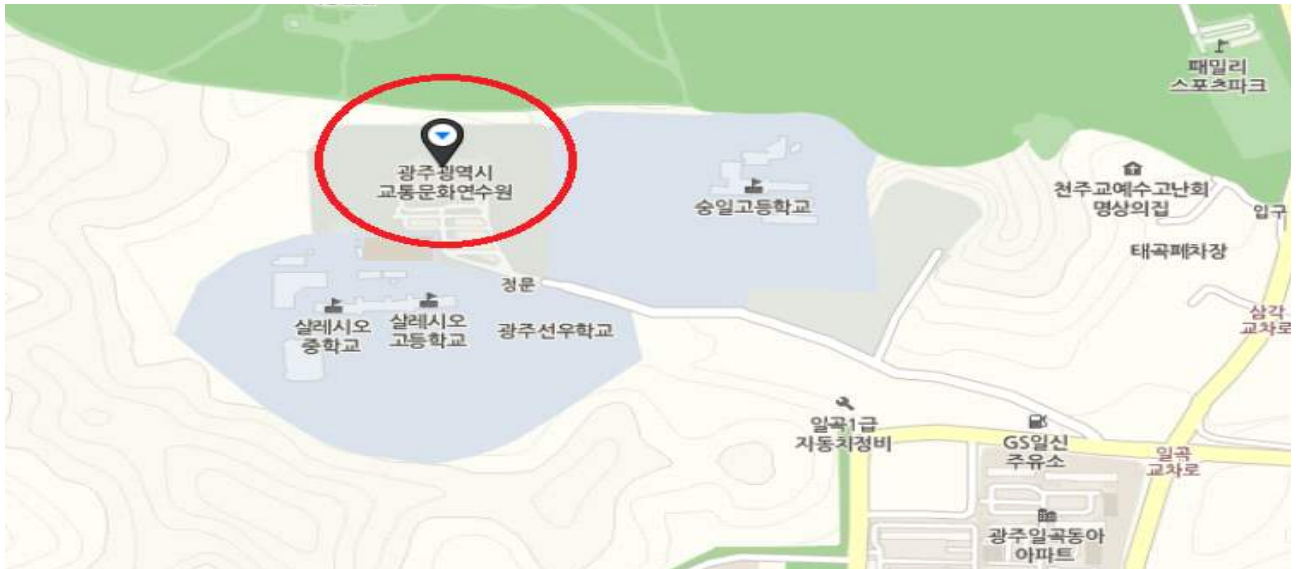 패밀리
스포츠파크
광주광역시
교통문화연수원
숭일고등학교
천주교예수고난회
명상의집
입구
태곡폐차장
정문
삼각
교차로
살레시오
중학교
살레시오
고등학교
광주선우학교
일곡1급
자동차정비
GS일신
주유소
일곡
교차로
광주일곡동아
아파트